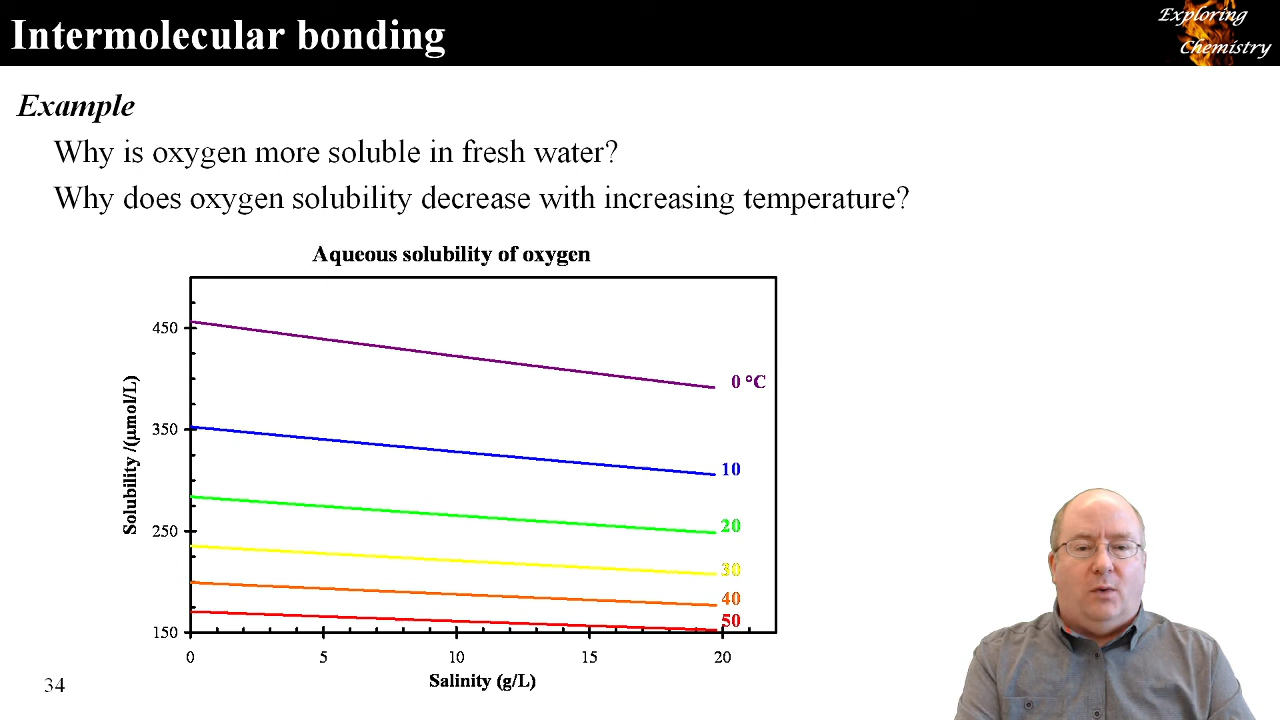 Intermolecular bonding
Exploring
Chemistry
Example
Why is oxygen more soluble in fresh water?
Why does oxygen solubility decrease with increasing temperature?
Aqueous solubility of oxygen
Solubility /(µmol/L)
450
350
250
150
0 °C
10
20
30
40
50
0
5
10
15
20
Salinity (g/L)
34